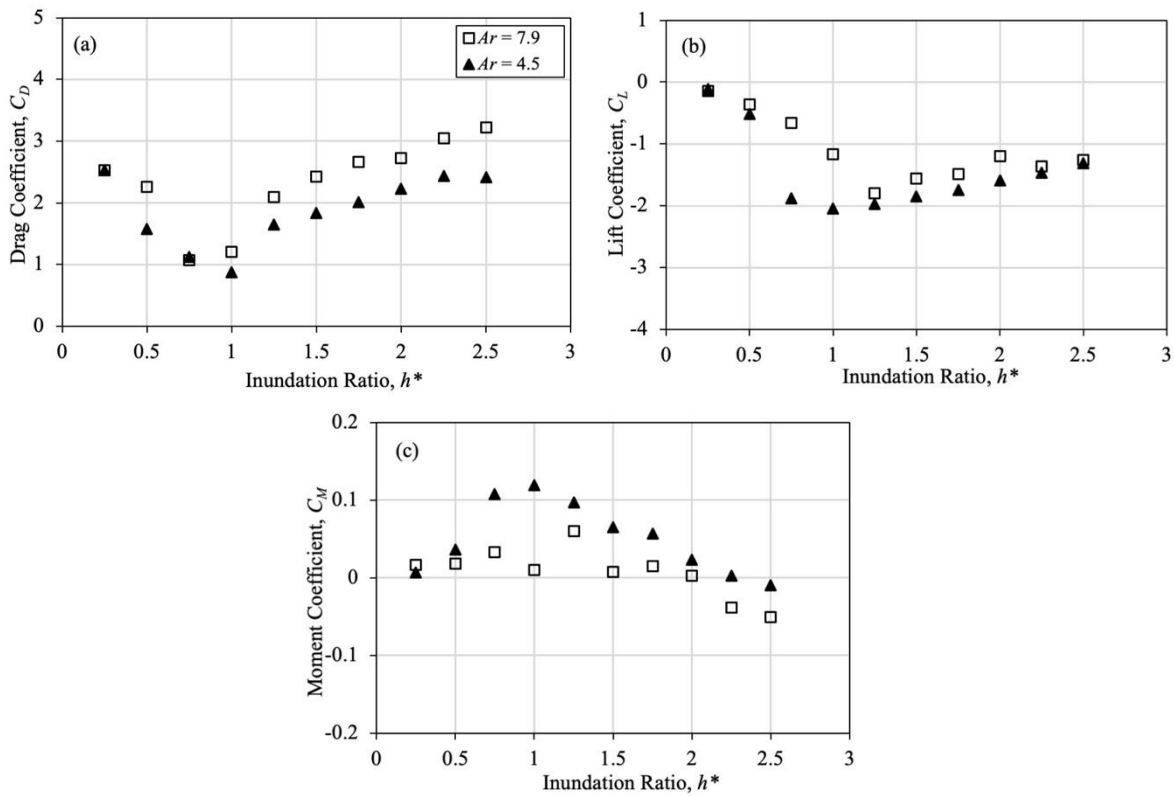 (a)
Ar = 7.9
Ar = 4.5
5
4
3
2
1
0
Drag Coefficient, C_D
0 0.5 1 1.5 2 2.5 3
Inundation Ratio, h*
(b)
1
0
-1
-2
-3
-4
Lift Coefficient, C_L
0 0.5 1 1.5 2 2.5 3
Inundation Ratio, h*
(c)
0.2
0.1
0
-0.1
-0.2
Moment Coefficient, C_M
0 0.5 1 1.5 2 2.5 3
Inundation Ratio, h*